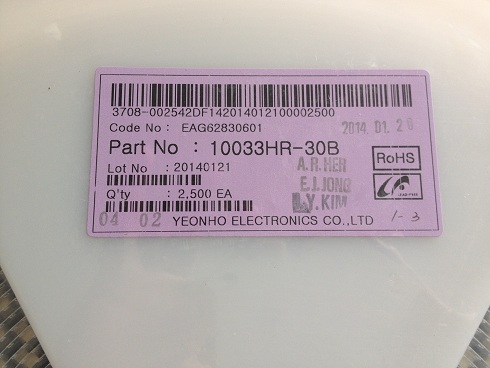 3708-002542DF142014012100002500
Code No : EAG62830601
2014. 01. 20
Part No : 10033HR-30B
RoHS
Lot No : 20140121
A.R.HER
E.J.JONG
Y.KIM
Q'ty : 2,500 EA
04 02
YEONHO ELECTRONICS CO.,LTD
1-3